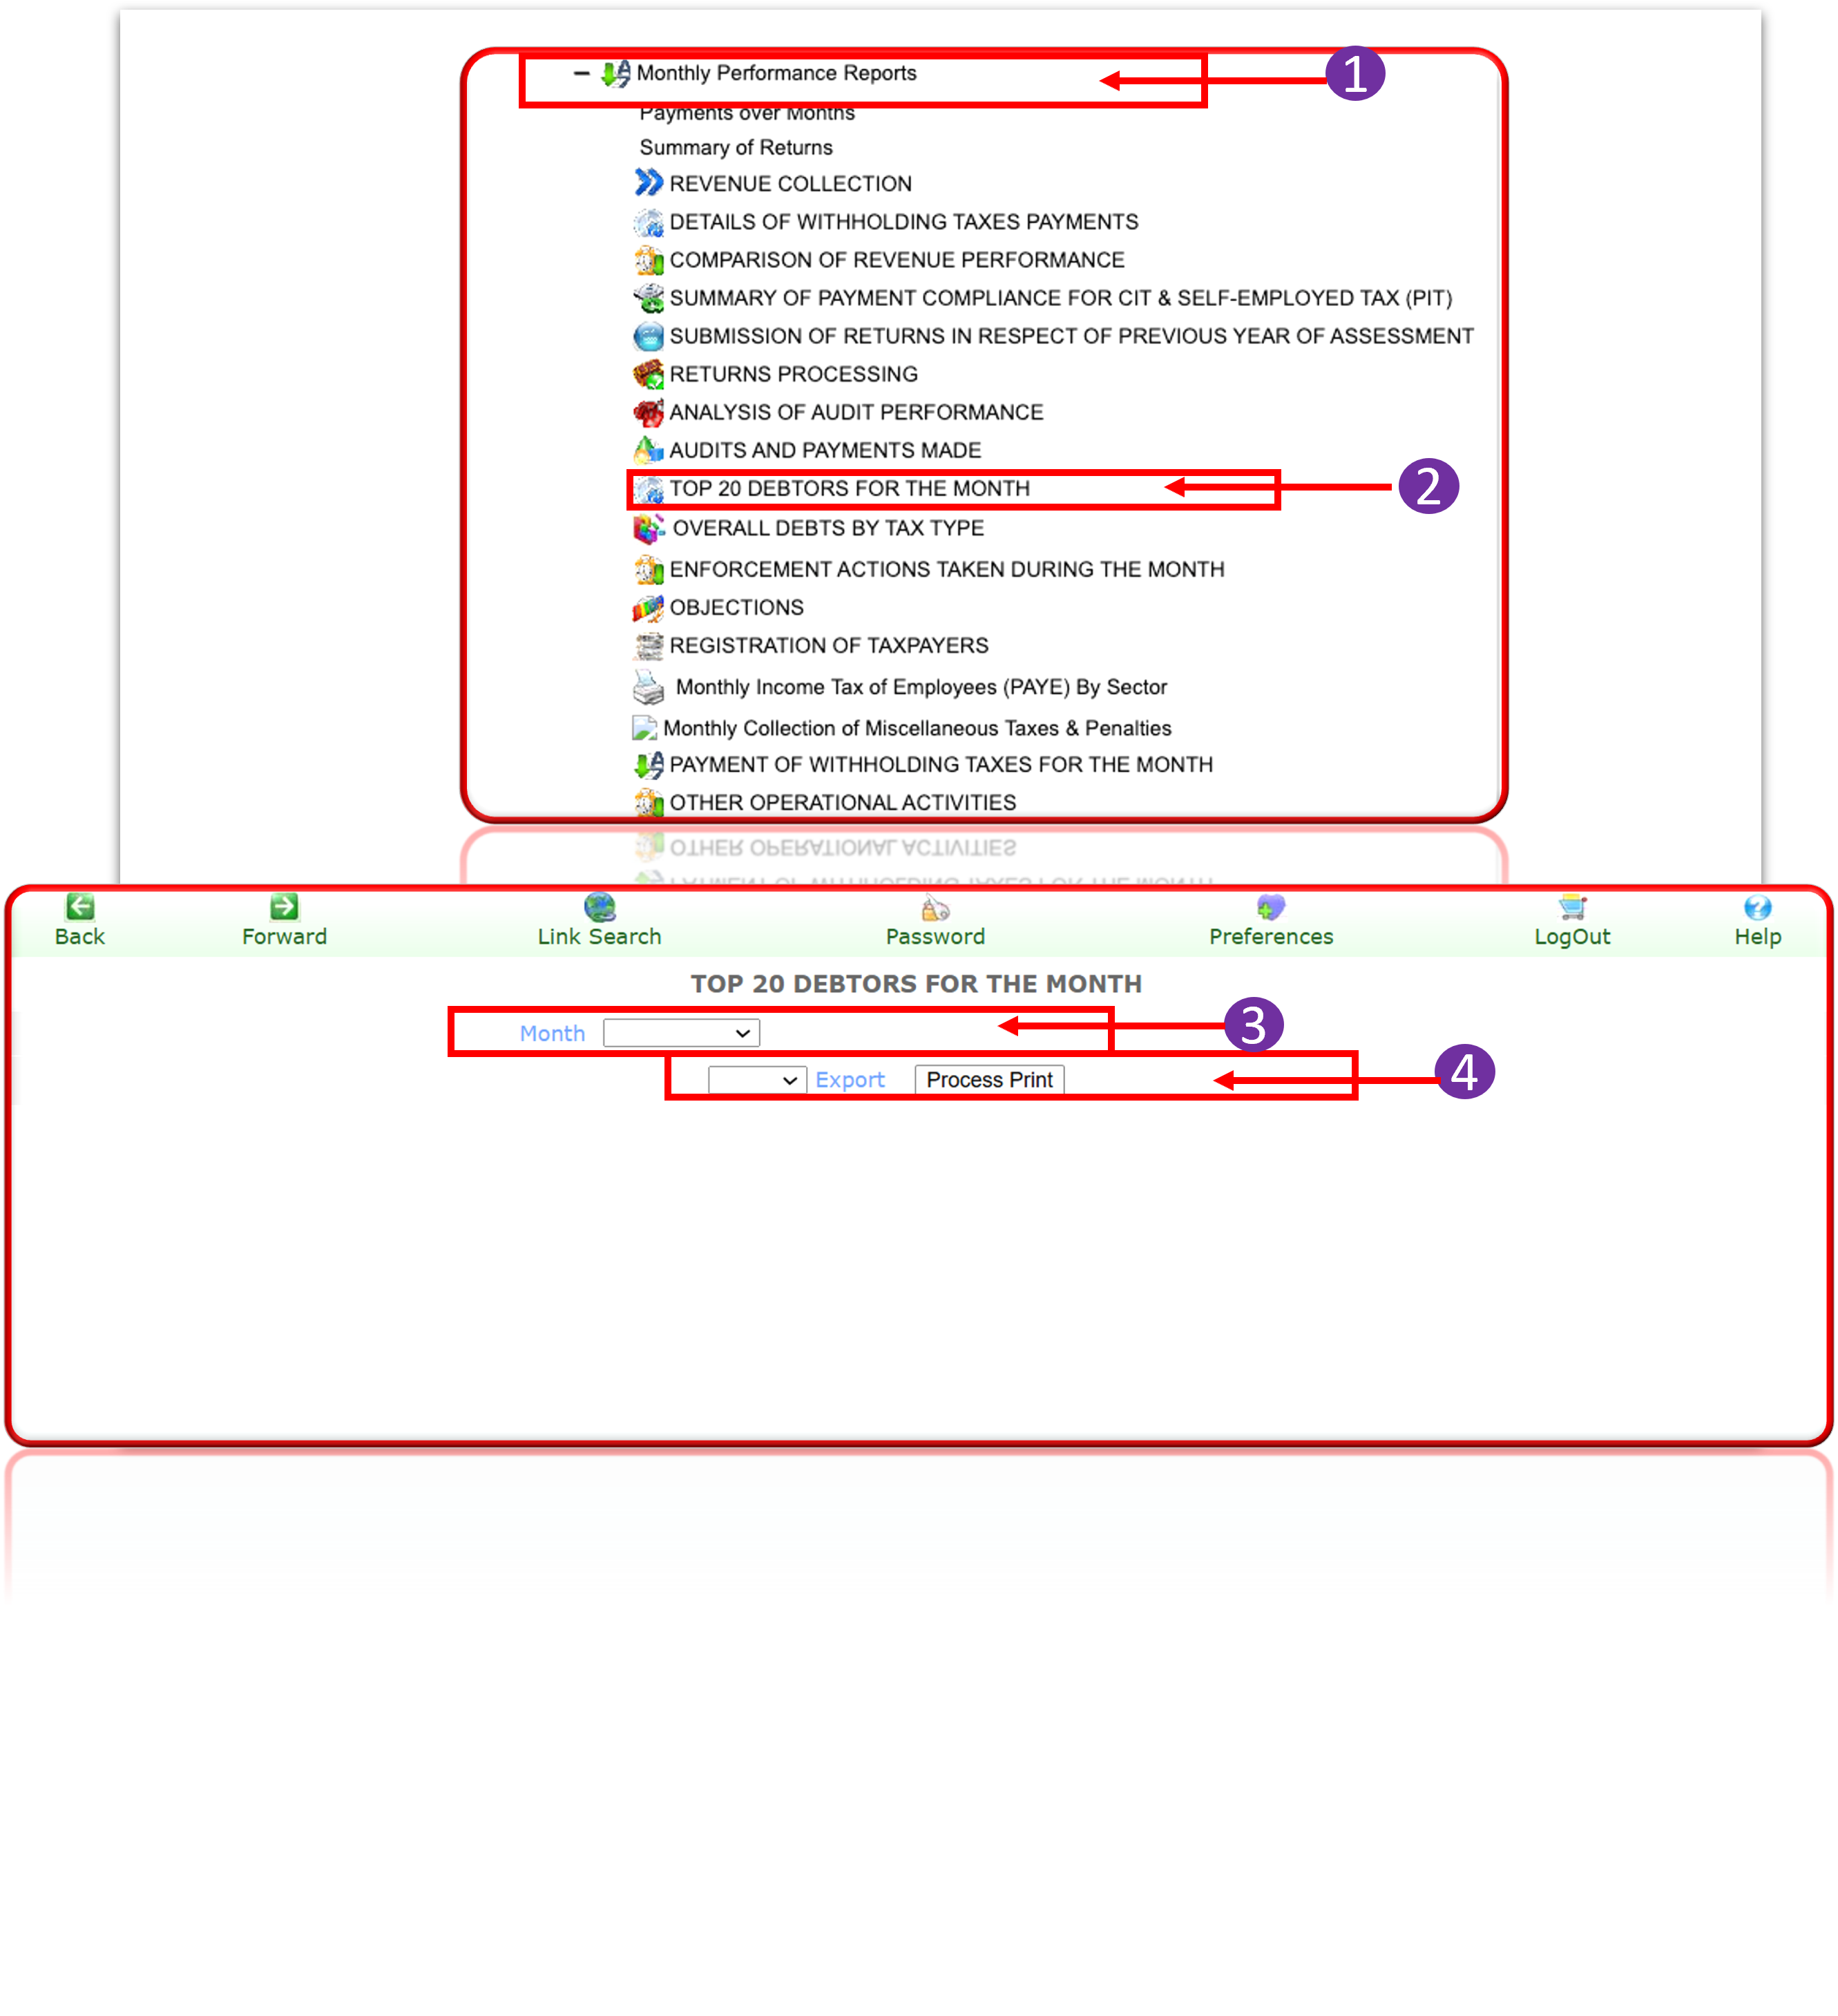 Monthly Performance Reports
1
Payments over Months
Summary of Returns
REVENUE COLLECTION
DETAILS OF WITHHOLDING TAXES PAYMENTS
COMPARISON OF REVENUE PERFORMANCE
SUMMARY OF PAYMENT COMPLIANCE FOR CIT & SELF-EMPLOYED TAX (PIT)
SUBMISSION OF RETURNS IN RESPECT OF PREVIOUS YEAR OF ASSESSMENT
RETURNS PROCESSING
ANALYSIS OF AUDIT PERFORMANCE
AUDITS AND PAYMENTS MADE
TOP 20 DEBTORS FOR THE MONTH
2
OVERALL DEBTS BY TAX TYPE
ENFORCEMENT ACTIONS TAKEN DURING THE MONTH
OBJECTIONS
REGISTRATION OF TAXPAYERS
Monthly Income Tax of Employees (PAYE) By Sector
Monthly Collection of Miscellaneous Taxes & Penalties
PAYMENT OF WITHHOLDING TAXES FOR THE MONTH
OTHER OPERATIONAL ACTIVITIES
Back Forward Link Search Password Preferences LogOut Help
TOP 20 DEBTORS FOR THE MONTH
Month
3
Export Process Print
4